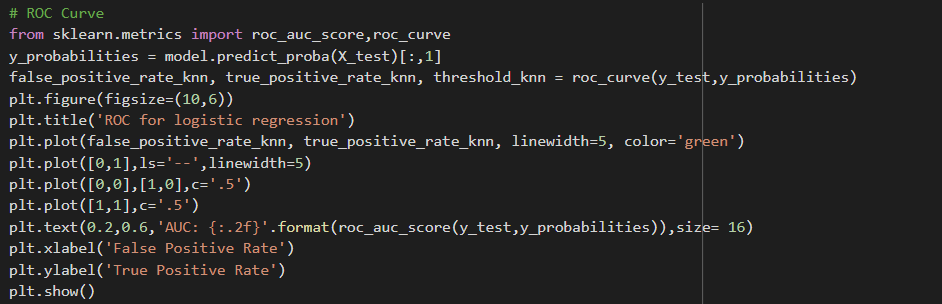 # ROC Curve
from sklearn.metrics import roc_auc_score,roc_curve
y_probabilities = model.predict_proba(X_test)[:,1]
false_positive_rate_knn, true_positive_rate_knn, threshold_knn = roc_curve(y_test,y_probabilities)
plt.figure(figsize=(10,6))
plt.title('ROC for logistic regression')
plt.plot(false_positive_rate_knn, true_positive_rate_knn, linewidth=5, color='green')
plt.plot([0,1],ls='--',linewidth=5)
plt.plot([0,0],[1,0],c='.5')
plt.plot([1,1],c='.5')
plt.text(0.2,0.6,'AUC: {:.2f}'.format(roc_auc_score(y_test,y_probabilities)),size= 16)
plt.xlabel('False Positive Rate')
plt.ylabel('True Positive Rate')
plt.show()